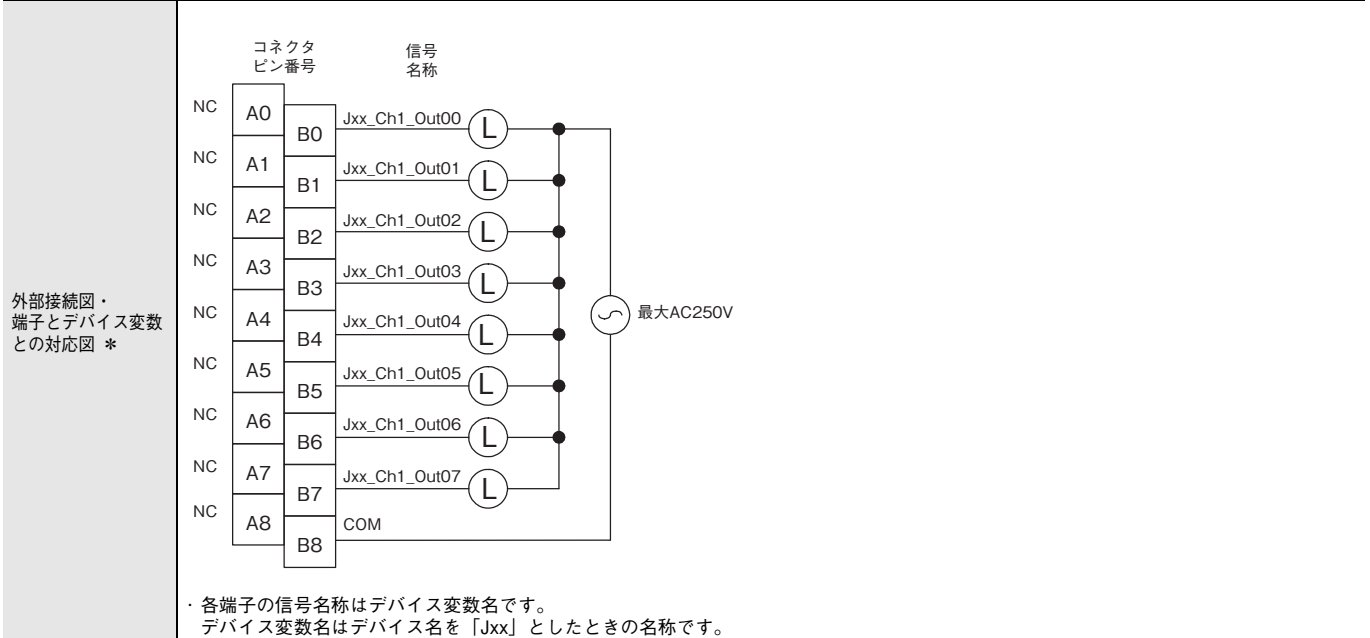 外部接続図・
端子とデバイス変数
との対応図 ＊
コネクタ
ピン番号
信号
名称
NC A0
B0 Jxx_Ch1_Out00 L
NC A1
B1 Jxx_Ch1_Out01 L
NC A2
B2 Jxx_Ch1_Out02 L
NC A3
B3 Jxx_Ch1_Out03 L
NC A4
B4 Jxx_Ch1_Out04 L
NC A5
B5 Jxx_Ch1_Out05 L
NC A6
B6 Jxx_Ch1_Out06 L
NC A7
B7 Jxx_Ch1_Out07 L
NC A8
B8 COM
最大AC250V
・各端子の信号名称はデバイス変数名です。
デバイス変数名はデバイス名を「Jxx」としたときの名称です。